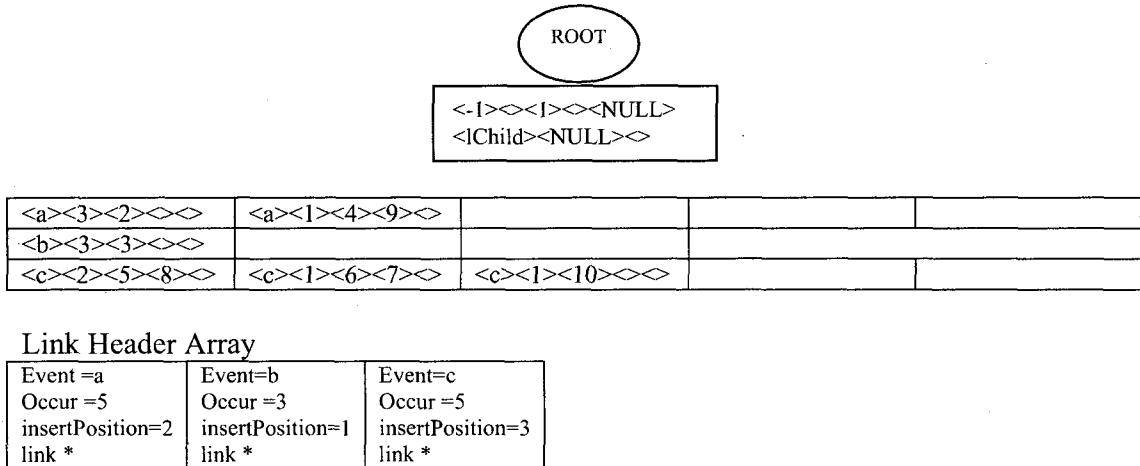 ROOT
<-1><><1><><NULL>
<lChild><NULL><>
<a><3><2><><> <a><1><4><9><>
<b><3><3><><>
<c><2><5><8><> <c><1><6><7><> <c><1><10><><>
Link Header Array
Event =a Event=b Event=c
Occur =5 Occur =3 Occur =5
insertPosition=2 insertPosition=1 insertPosition=3
link * link * link *